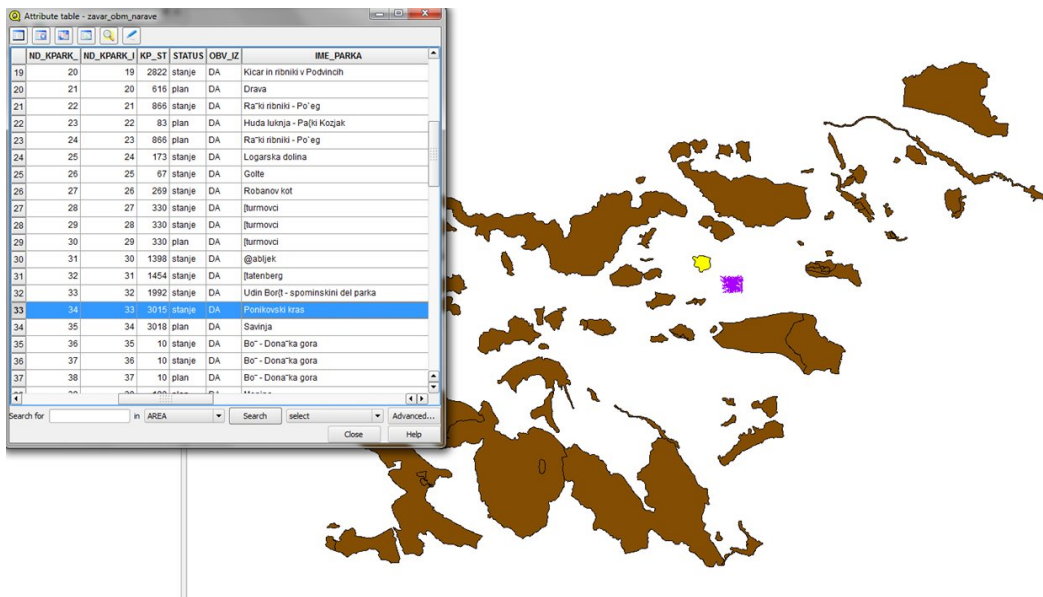 Attribute table - zavar_obm_narave
ND_KPARK_ ND_KPARK_I KP_ST STATUS OBV_IZ IME_PARKA
19 20 19 2822 stanje DA Kicar in ribniki v Podvincih
20 21 20 616 plan DA Drava
21 22 21 866 stanje DA Ra~ki ribniki - Po`eg
22 23 22 83 plan DA Huda luknja - Pa{ki Kozjak
23 24 23 866 plan DA Ra~ki ribniki - Po`eg
24 25 24 173 stanje DA Logarska dolina
25 26 25 67 stanje DA Golte
26 27 26 269 stanje DA Robanov kot
27 28 27 330 stanje DA [turmovci
28 29 28 330 stanje DA [turmovci
29 30 29 330 plan DA [turmovci
30 31 30 1398 stanje DA @abljek
31 32 31 1454 stanje DA [tatenberg
32 33 32 1992 stanje DA Udin Bor{t - spominskini del parka
33 34 33 3015 stanje DA Ponikovski kras
34 35 34 3018 plan DA Savinja
35 36 35 10 stanje DA Bo~ - Dona~ka gora
36 37 36 10 stanje DA Bo~ - Dona~ka gora
37 38 37 10 plan DA Bo~ - Dona~ka gora
Search for in AREA Search select Advanced...
Close Help